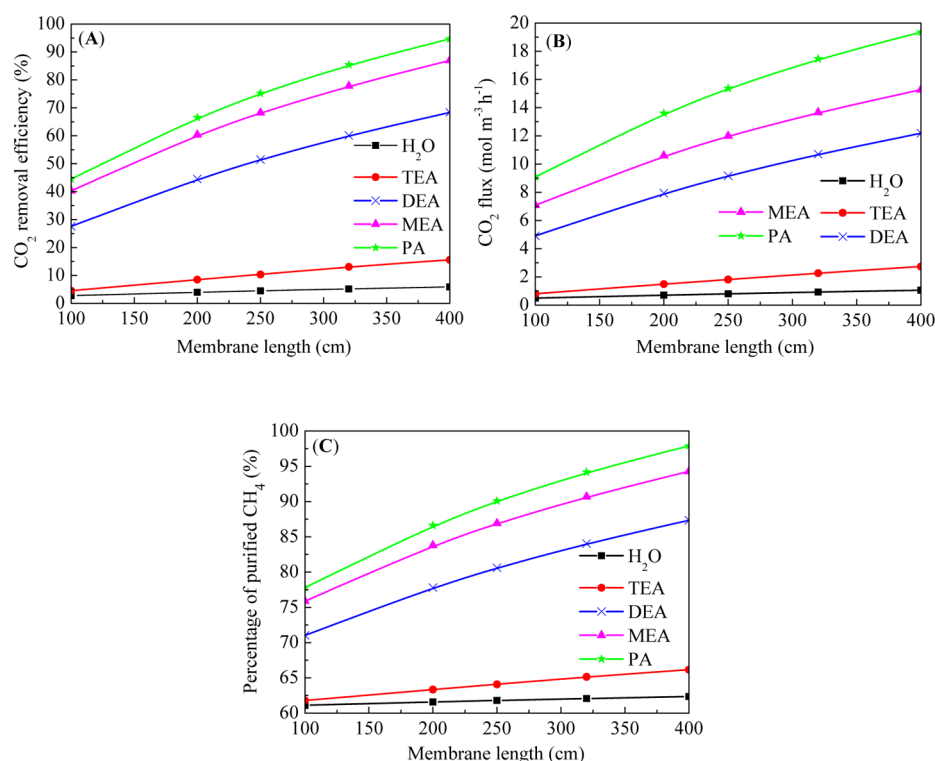 (A)
CO2 removal efficiency (%)
100
90
80
70
60
50
40
30
20
10
0
H2O
TEA
DEA
MEA
PA
100 150 200 250 300 350 400
Membrane length (cm)
(B)
CO2 flux (mol m-3 h-1)
20
18
16
14
12
10
8
6
4
2
0
H2O
MEA TEA
PA DEA
100 150 200 250 300 350 400
Membrane length (cm)
(C)
Percentage of purified CH4 (%)
100
95
90
85
80
75
70
65
60
H2O
TEA
DEA
MEA
PA
100 150 200 250 300 350 400
Membrane length (cm)